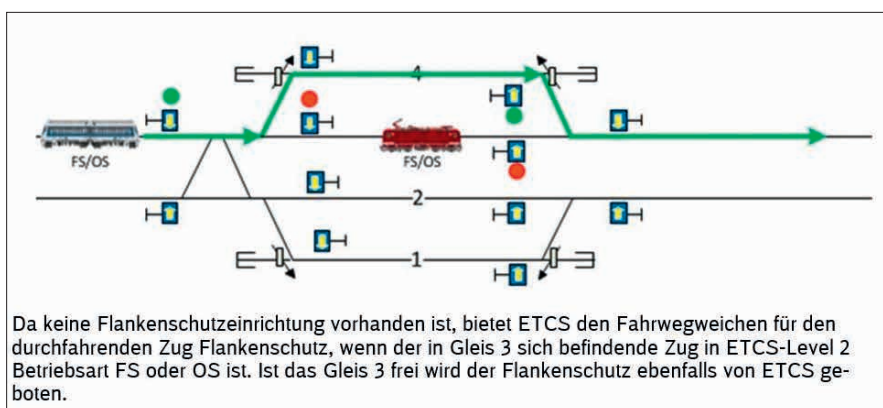 4
FS/OS
FS/OS
2
1
Da keine Flankenschutzeinrichtung vorhanden ist, bietet ETCS den Fahrwegweichen für den
durchfahrenden Zug Flankenschutz, wenn der in Gleis 3 sich befindende Zug in ETCS-Level 2
Betriebsart FS oder OS ist. Ist das Gleis 3 frei wird der Flankenschutz ebenfalls von ETCS ge-
boten.